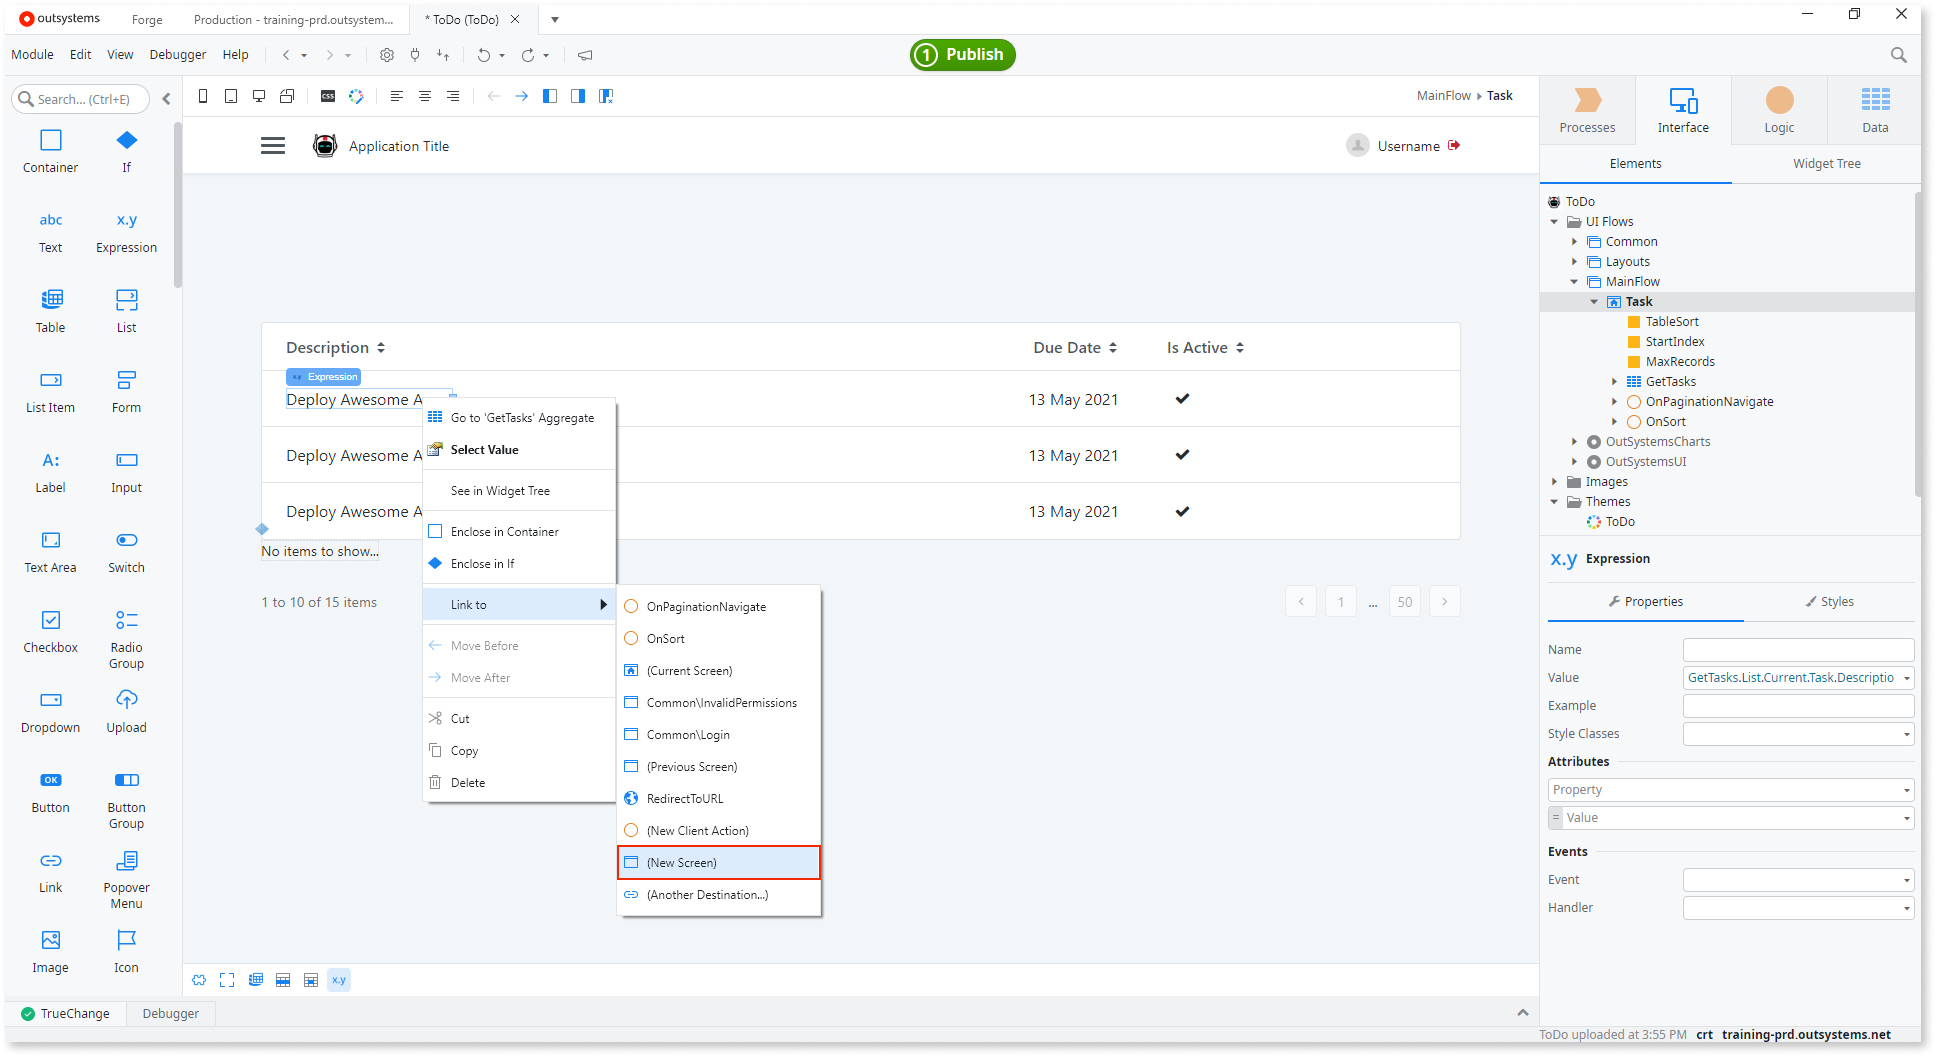 outsystems
Forge
Production - training-prd.outsystem...
* ToDo (ToDo)
Module Edit View Debugger Help
1 Publish
Search... (Ctrl+E)
CSS
MainFlow ▸ Task
Application Title
Username
Container If
abc x.y
Text Expression
Table List
List Item Form
A:
Label Input
Text Area Switch
Checkbox Radio Group
Dropdown Upload
OK
Button Button Group
Link Popover Menu
Image Icon
Description Due Date Is Active
Expression
Deploy Awesome A 13 May 2021
Deploy Awesome A 13 May 2021
Deploy Awesome A 13 May 2021
No items to show...
1 to 10 of 15 items
1 ... 50
Go to 'GetTasks' Aggregate
Select Value
See in Widget Tree
Enclose in Container
Enclose in If
Link to
Move Before
Move After
Cut
Copy
Delete
OnPaginationNavigate
OnSort
(Current Screen)
Common\InvalidPermissions
Common\Login
(Previous Screen)
RedirectToURL
(New Client Action)
(New Screen)
(Another Destination...)
x.y
Processes Interface Logic Data
Elements Widget Tree
ToDo
UI Flows
Common
Layouts
MainFlow
Task
TableSort
StartIndex
MaxRecords
GetTasks
OnPaginationNavigate
OnSort
OutSystemsCharts
OutSystemsUI
Images
Themes
ToDo
x.y Expression
Properties Styles
Name
Value GetTasks.List.Current.Task.Descriptio
Example
Style Classes
Attributes
Property
= Value
Events
Event
Handler
TrueChange Debugger
ToDo uploaded at 3:55 PM crt training-prd.outsystems.net